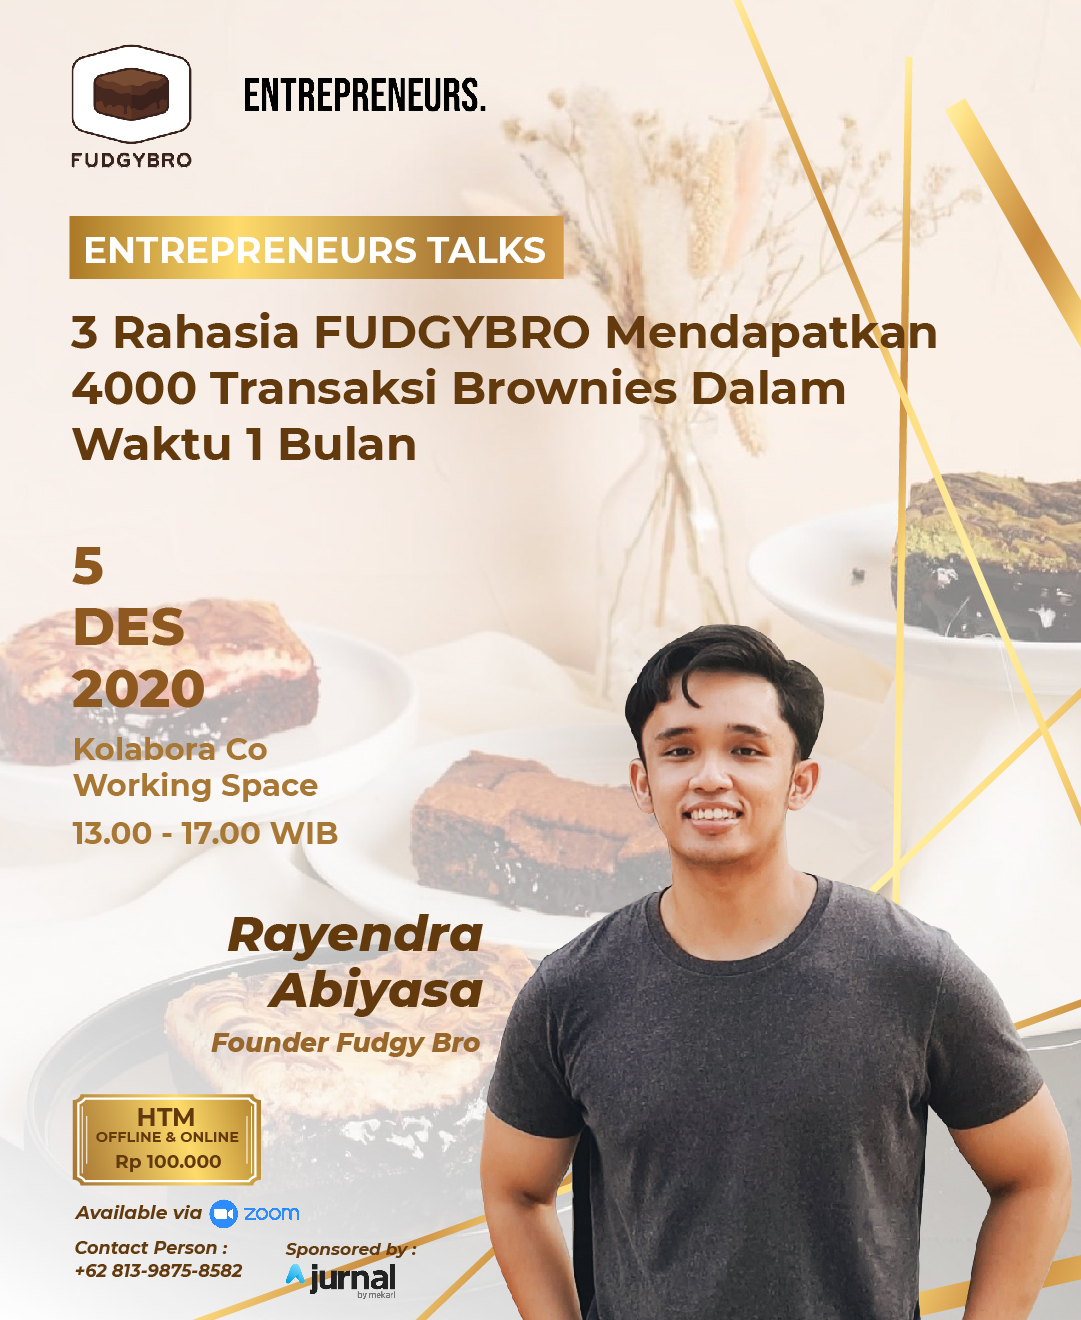 FUDGYBRO
ENTREPRENEURS.
ENTREPRENEURS TALKS
3 Rahasia FUDGYBRO Mendapatkan
4000 Transaksi Brownies Dalam
Waktu 1 Bulan
5
DES
2020
Kolabora Co
Working Space
13.00 - 17.00 WIB
Rayendra
Abiyasa
Founder Fudgy Bro
HTM
OFFLINE & ONLINE
Rp 100.000
Available via zoom
Contact Person :
+62 813-9875-8582
Sponsored by :
jurnal
by mekari